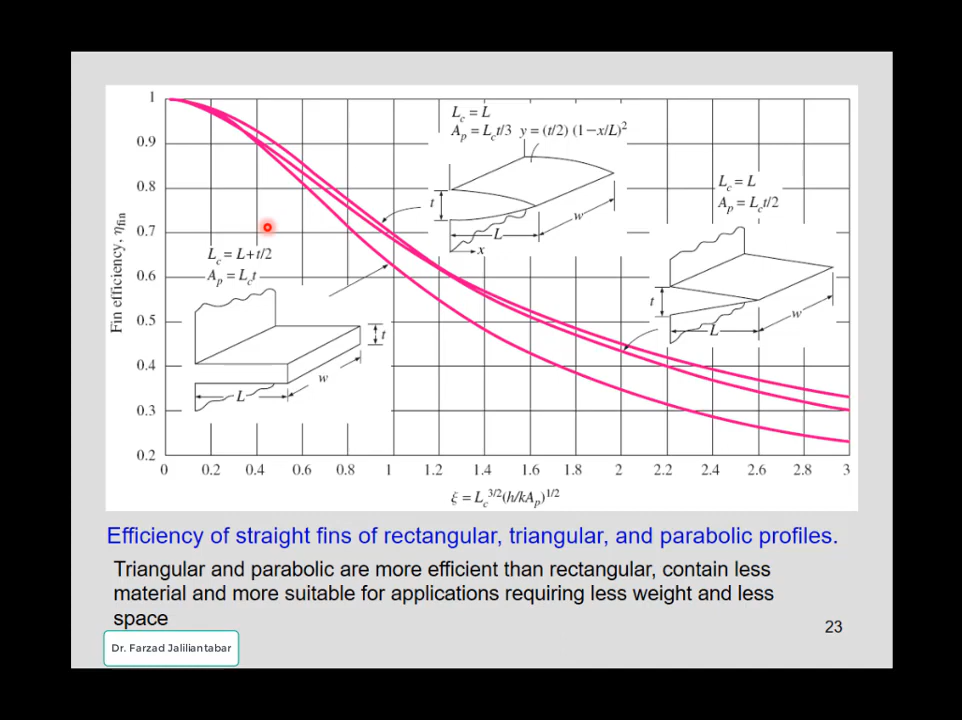 1
0.9
0.8
0.7
0.6
0.5
0.4
0.3
0.2
Fin efficiency, ηfin
L_c = L
A_p = L_ct/3 y = (t/2) (1−x/L)²
t
L
w
x
L_c = L
A_p = L_ct/2
t
L
w
L_c = L+t/2
A_p = L_ct
t
w
L
0 0.2 0.4 0.6 0.8 1 1.2 1.4 1.6 1.8 2 2.2 2.4 2.6 2.8 3
ξ = L_c^3/2(h/kA_p)^1/2
Efficiency of straight fins of rectangular, triangular, and parabolic profiles.
Triangular and parabolic are more efficient than rectangular, contain less
material and more suitable for applications requiring less weight and less
space
23
Dr. Farzad Jaliliantabar